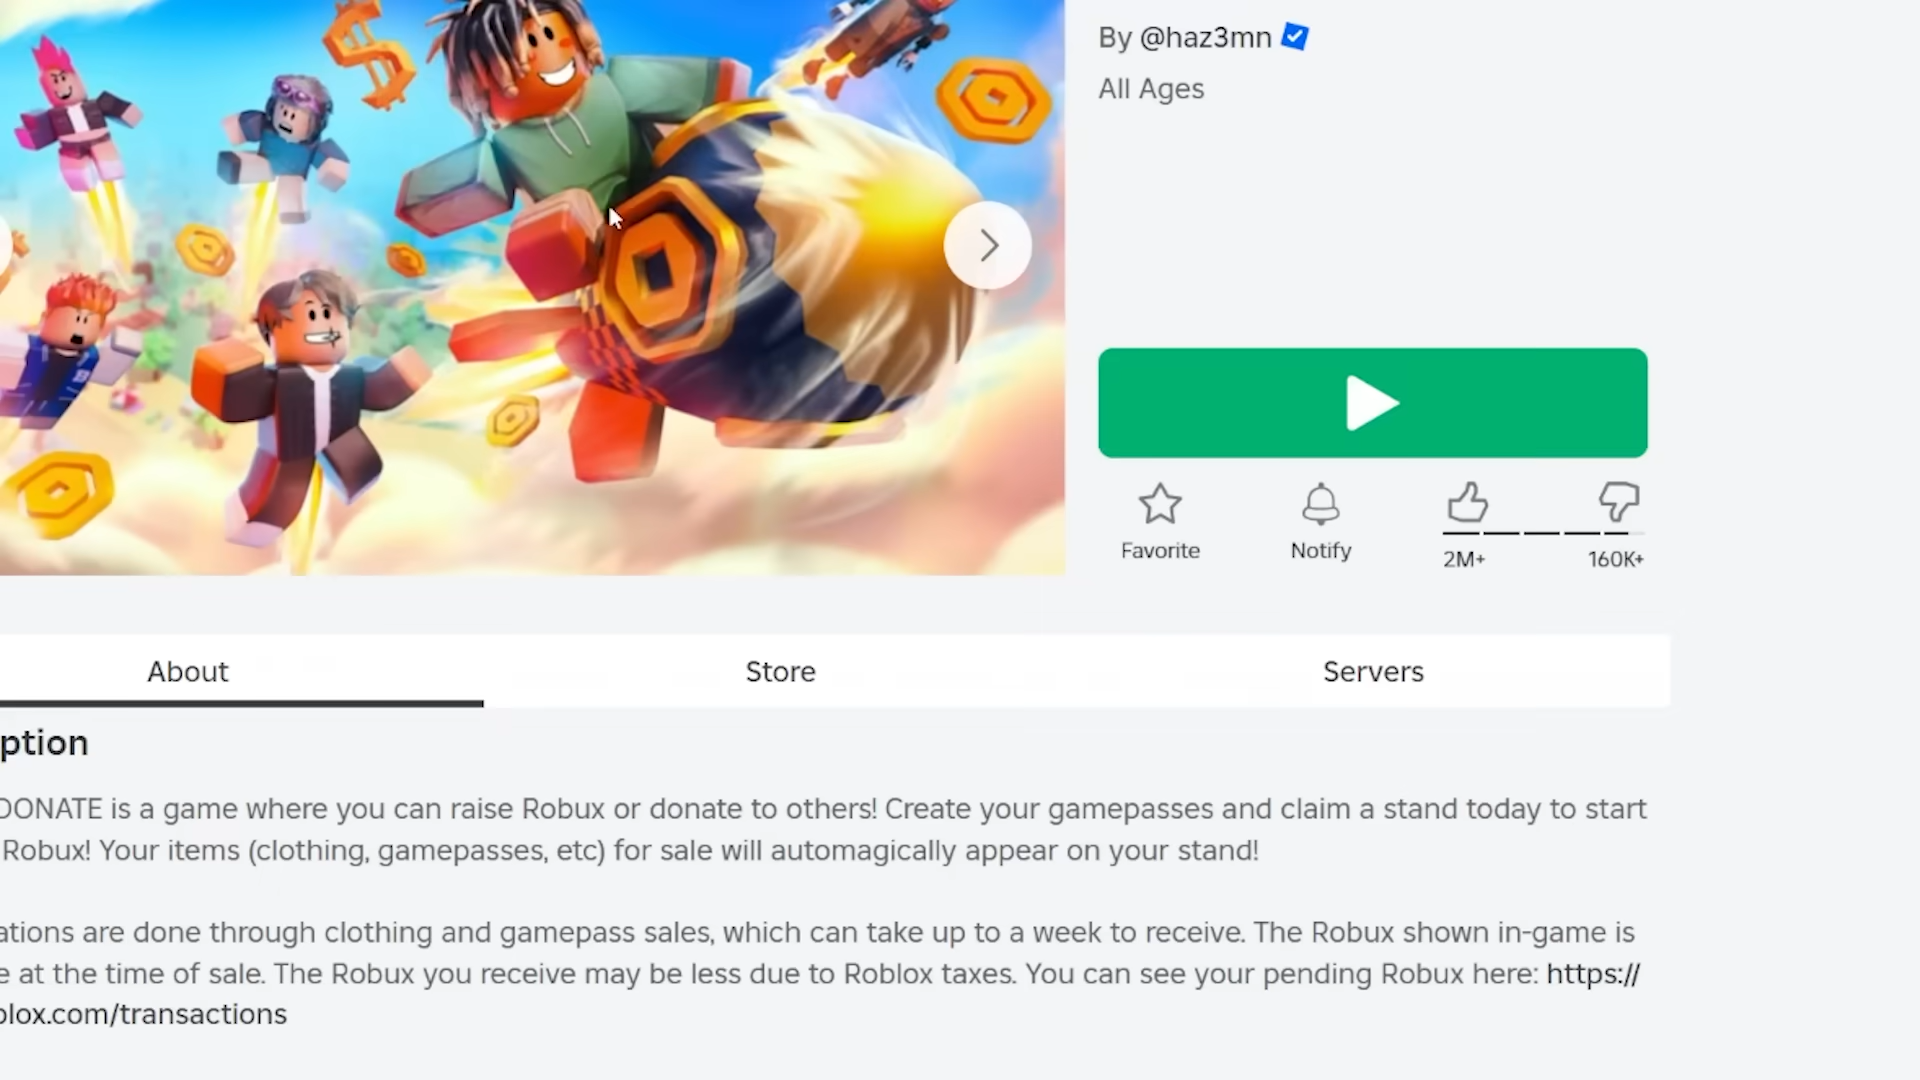 By @haz3mn
All Ages
Favorite
Notify
2M+
160K+
About
Store
Servers
ption
DONATE is a game where you can raise Robux or donate to others! Create your gamepasses and claim a stand today to start
Robux! Your items (clothing, gamepasses, etc) for sale will automagically appear on your stand!
ations are done through clothing and gamepass sales, which can take up to a week to receive. The Robux shown in-game is
e at the time of sale. The Robux you receive may be less due to Roblox taxes. You can see your pending Robux here: https://
blox.com/transactions